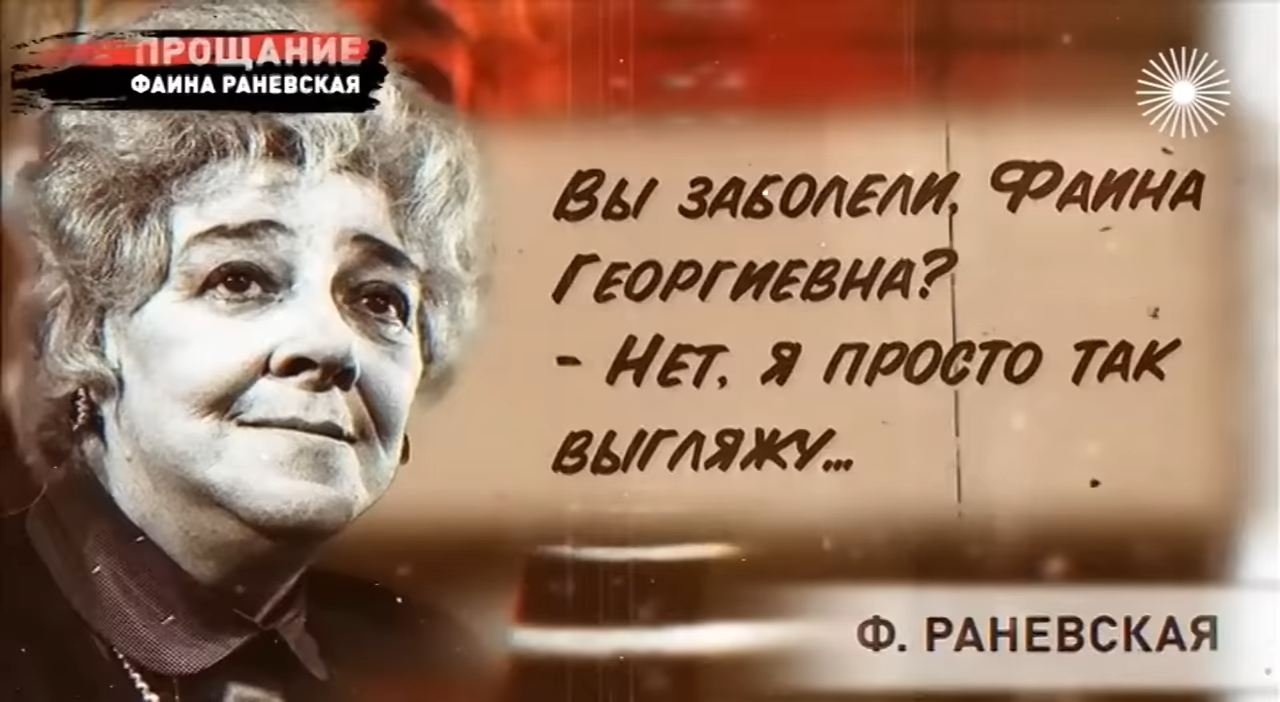 ПРОЩАНИЕ
ФАИНА РАНЕВСКАЯ
Вы заболели, Фаина
Георгиевна?
- Нет, я просто так
выгляжу...
Ф. РАНЕВСКАЯ